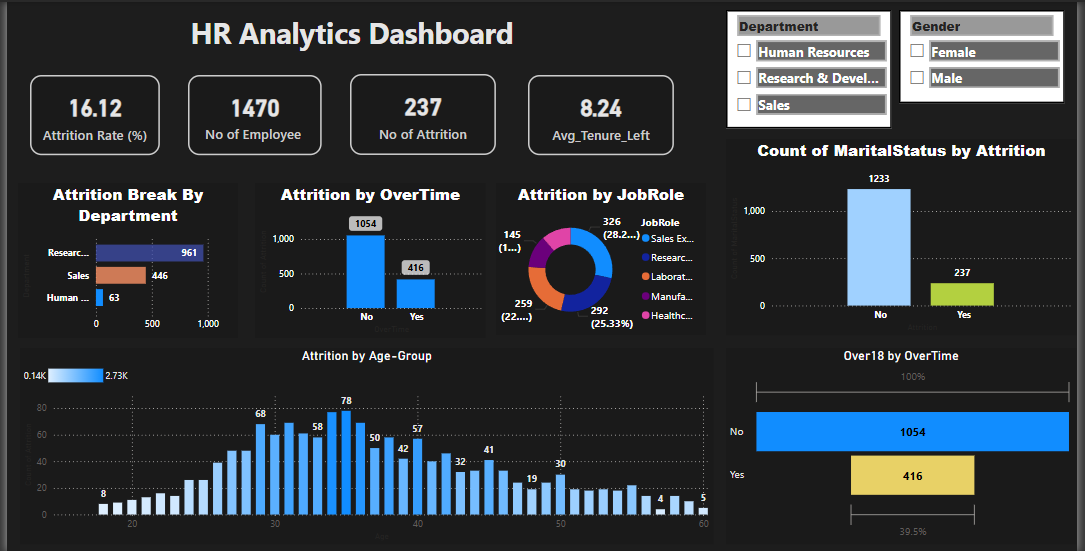 HR Analytics Dashboard
16.12
Attrition Rate (%)
1470
No of Employee
237
No of Attrition
8.24
Avg_Tenure_Left
Department
Human Resources
Research & Devel...
Sales
Gender
Female
Male
Attrition Break By
Department
Researc...
961
Sales
446
Human ...
63
0
500
1,000
Attrition by OverTime
1,000
500
0
1054
416
No
Yes
OverTime
Attrition by JobRole
326
(28.2...)
145
(1...)
259
(22....)
292
(25.33%)
JobRole
Sales Ex...
Researc...
Laborat...
Manufa...
Healthc...
Count of MaritalStatus by Attrition
1,000
500
0
1233
237
No
Yes
Attrition by Age-Group
0.14K
2.73K
80
60
40
20
0
8
68
58
78
50
42
57
32
41
19
30
4
5
20
30
40
50
60
Age
Over18 by OverTime
100%
No
1054
Yes
416
39.5%